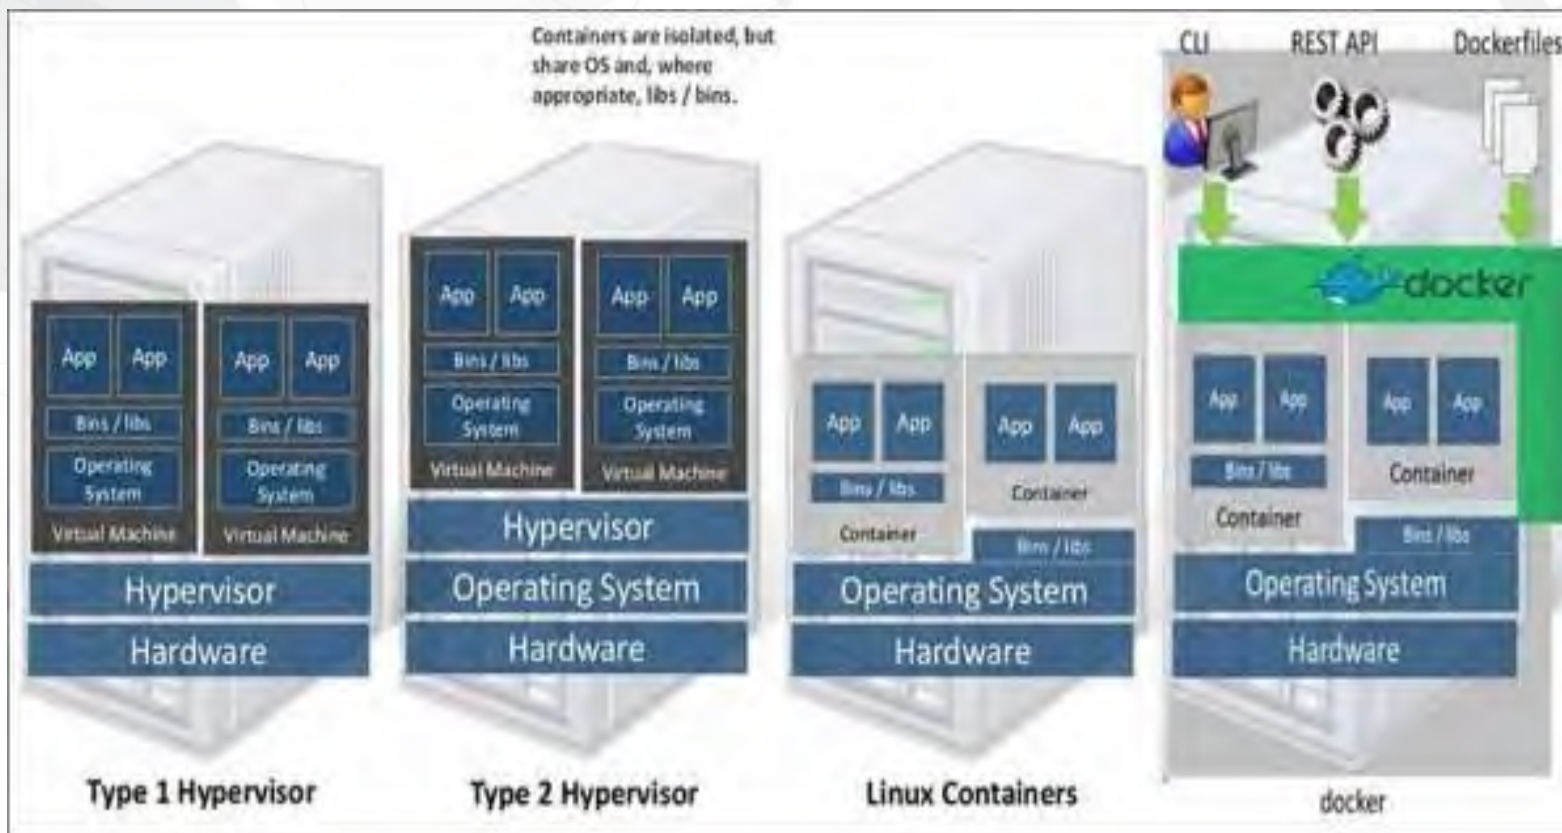 Containers are isolated, but
share OS and, where
appropriate, libs / bins.
CLI REST API Dockerfiles
App App App App
Bins / libs Bins / libs
Operating System Operating System
Virtual Machine Virtual Machine
Hypervisor
Hardware
Type 1 Hypervisor
App App App App
Bins / libs Bins / libs
Operating System Operating System
Virtual Machine Virtual Machine
Hypervisor
Operating System
Hardware
Type 2 Hypervisor
App App App App
Bins / libs
Container
Container
Bins / libs
Operating System
Hardware
Linux Containers
docker
App App App App
Bins / libs
Container
Container
Bins / libs
Operating System
Hardware
docker